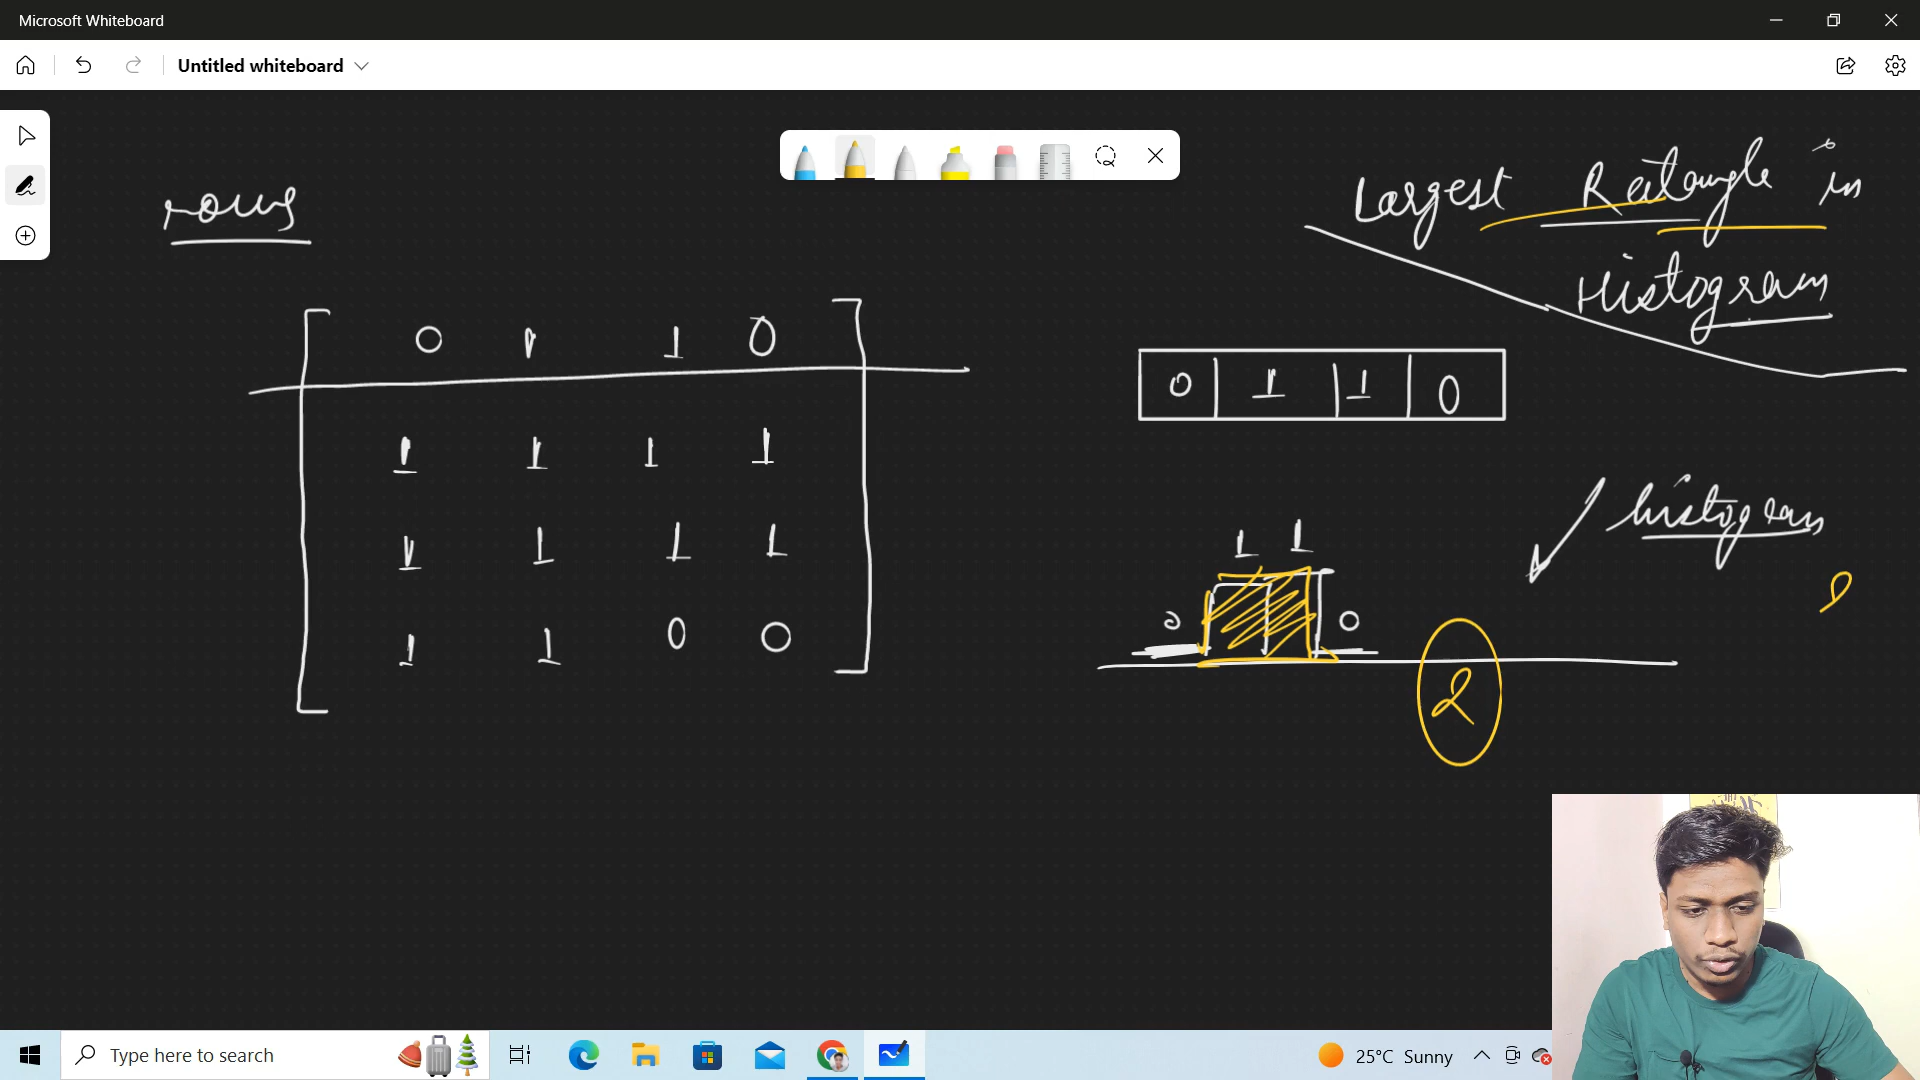 Microsoft Whiteboard
Untitled whiteboard
rows
Largest Rectangle in
Histogram
0 1 1 0
1 1 1 1
1 1 1 1
1 1 0 0
0 1 1 0
histogram
1 1
0 0
2
Type here to search
25°C Sunny